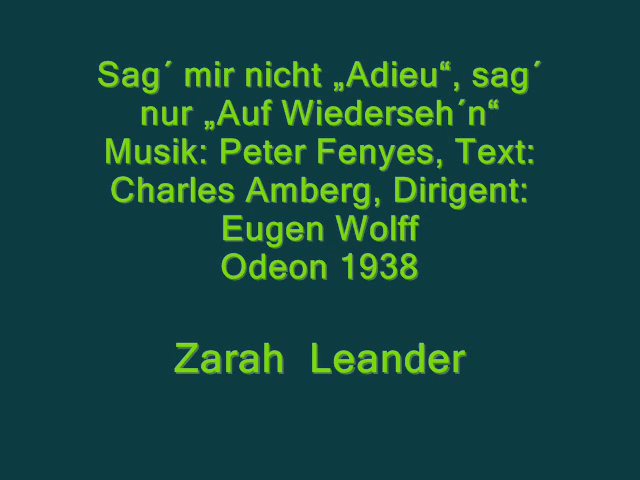 Sag´ mir nicht „Adieu“, sag´
nur „Auf Wiederseh´n“
Musik: Peter Fenyes, Text:
Charles Amberg, Dirigent:
Eugen Wolff
Odeon 1938
Zarah  Leander